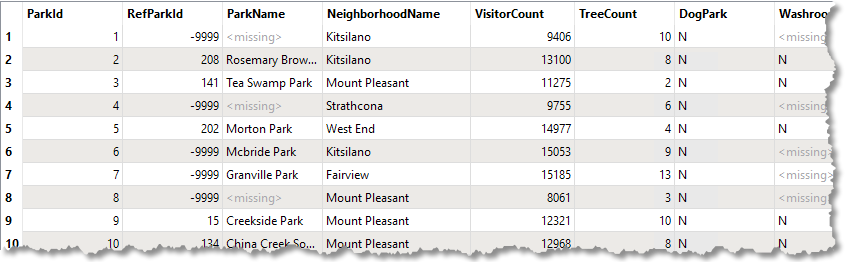 ParkId RefParkId ParkName NeighborhoodName VisitorCount TreeCount DogPark Washroo
1 1 -9999 <missing> Kitsilano 9406 10 N <missing>
2 2 208 Rosemary Brow... Kitsilano 13100 8 N N
3 3 141 Tea Swamp Park Mount Pleasant 11275 2 N N
4 4 -9999 <missing> Strathcona 9755 6 N <missing>
5 5 202 Morton Park West End 14977 4 N N
6 6 -9999 Mcbride Park Kitsilano 15053 9 N <missing>
7 7 -9999 Granville Park Fairview 15185 13 N <missing>
8 8 -9999 <missing> Mount Pleasant 8061 3 N <missing>
9 9 15 Creekside Park Mount Pleasant 12321 10 N N
10 10 134 China Creek So... Mount Pleasant 12968 8 N N